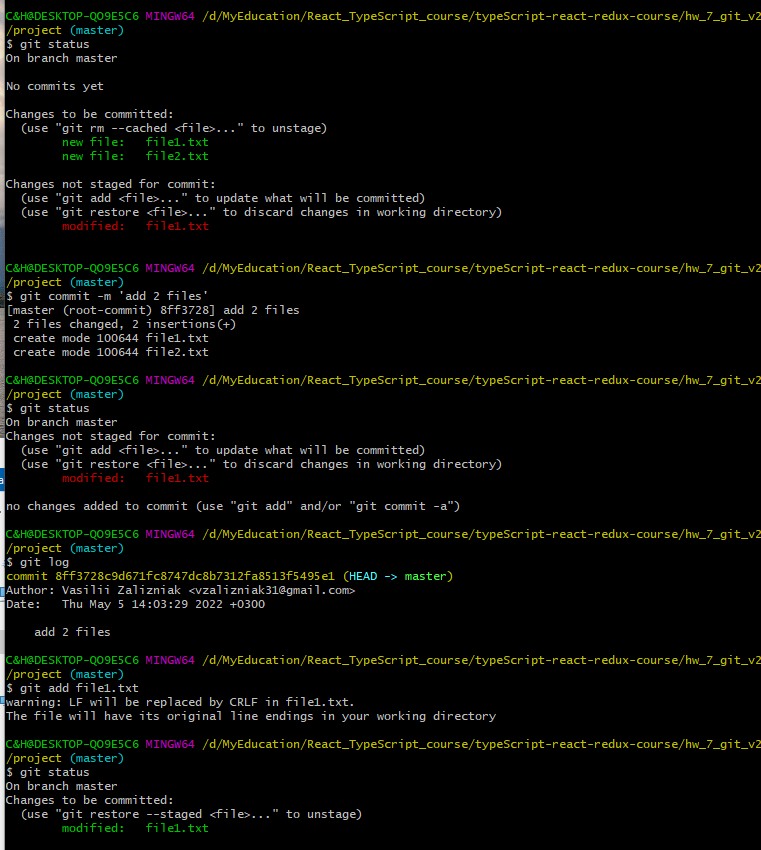 C&H@DESKTOP-QO9E5C6 MINGW64 /d/MyEducation/React_TypeScript_course/typeScript-react-redux-course/hw_7_git_v2
/project (master)
$ git status
On branch master
No commits yet
Changes to be committed:
  (use "git rm --cached <file>..." to unstage)
        new file:   file1.txt
        new file:   file2.txt
Changes not staged for commit:
  (use "git add <file>..." to update what will be committed)
  (use "git restore <file>..." to discard changes in working directory)
        modified:   file1.txt
C&H@DESKTOP-QO9E5C6 MINGW64 /d/MyEducation/React_TypeScript_course/typeScript-react-redux-course/hw_7_git_v2
/project (master)
$ git commit -m 'add 2 files'
[master (root-commit) 8ff3728] add 2 files
 2 files changed, 2 insertions(+)
 create mode 100644 file1.txt
 create mode 100644 file2.txt
C&H@DESKTOP-QO9E5C6 MINGW64 /d/MyEducation/React_TypeScript_course/typeScript-react-redux-course/hw_7_git_v2
/project (master)
$ git status
On branch master
Changes not staged for commit:
  (use "git add <file>..." to update what will be committed)
  (use "git restore <file>..." to discard changes in working directory)
        modified:   file1.txt
no changes added to commit (use "git add" and/or "git commit -a")
C&H@DESKTOP-QO9E5C6 MINGW64 /d/MyEducation/React_TypeScript_course/typeScript-react-redux-course/hw_7_git_v2
/project (master)
$ git log
commit 8ff3728c9d671fc8747dc8b7312fa8513f5495e1 (HEAD -> master)
Author: Vasilii Zalizniak <vzalizniak31@gmail.com>
Date:   Thu May 5 14:03:29 2022 +0300
    add 2 files
C&H@DESKTOP-QO9E5C6 MINGW64 /d/MyEducation/React_TypeScript_course/typeScript-react-redux-course/hw_7_git_v2
/project (master)
$ git add file1.txt
warning: LF will be replaced by CRLF in file1.txt.
The file will have its original line endings in your working directory
C&H@DESKTOP-QO9E5C6 MINGW64 /d/MyEducation/React_TypeScript_course/typeScript-react-redux-course/hw_7_git_v2
/project (master)
$ git status
On branch master
Changes to be committed:
  (use "git restore --staged <file>..." to unstage)
        modified:   file1.txt